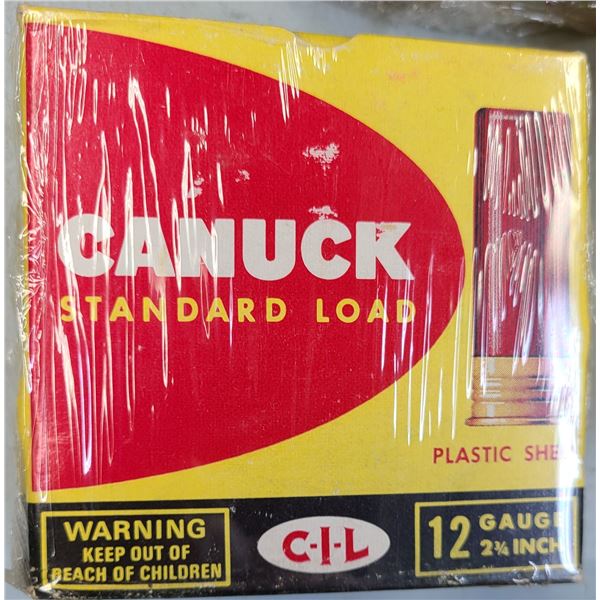 CANUCK
STANDARD LOAD
PLASTIC SHE
WARNING
KEEP OUT OF
REACH OF CHILDREN
C-I-L
12 GAUGE
2¾ INCH